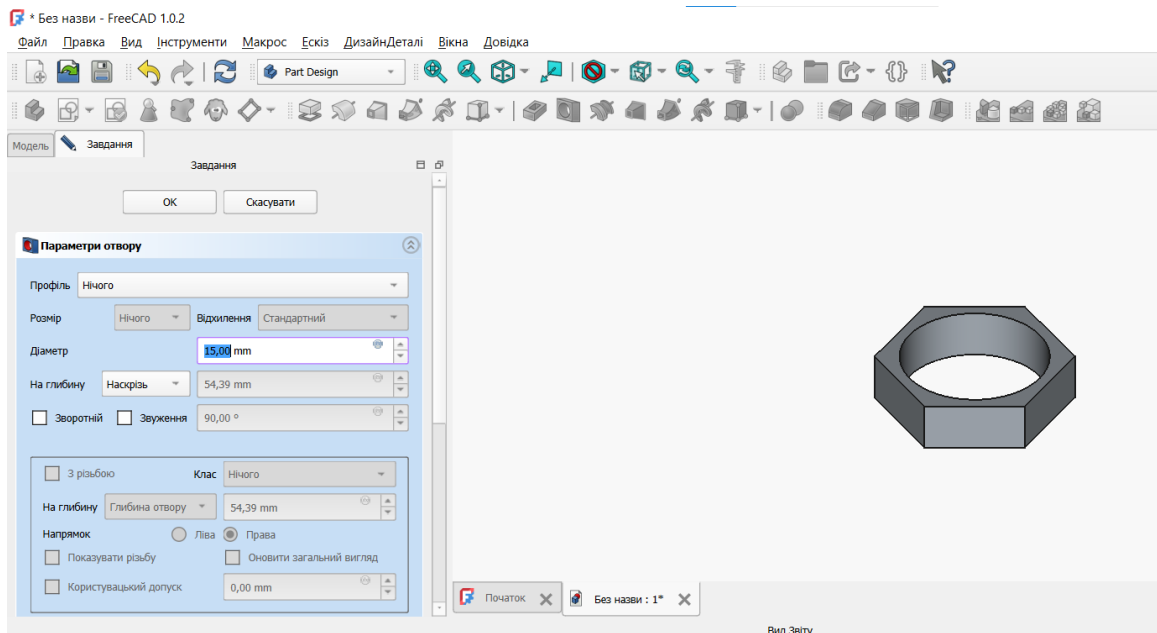 * Без назви - FreeCAD 1.0.2
Файл Правка Вид Інструменти Макрос Ескіз ДизайнДеталі Вікна Довідка
Part Design
Модель Завдання
Завдання
ОК Скасувати
Параметри отвору
Профіль Нічого
Розмір Нічого Відхилення Стандартний
Діаметр 15,00 mm
На глибину Наскрізь 54,39 mm
Зворотній Звуження 90,00 °
З різьбою Клас Нічого
На глибину Глибина отвору 54,39 mm
Напрямок Ліва Права
Показувати різьбу Оновити загальний вигляд
Користувацький допуск 0,00 mm
Початок Без назви : 1*
Вид Звіту